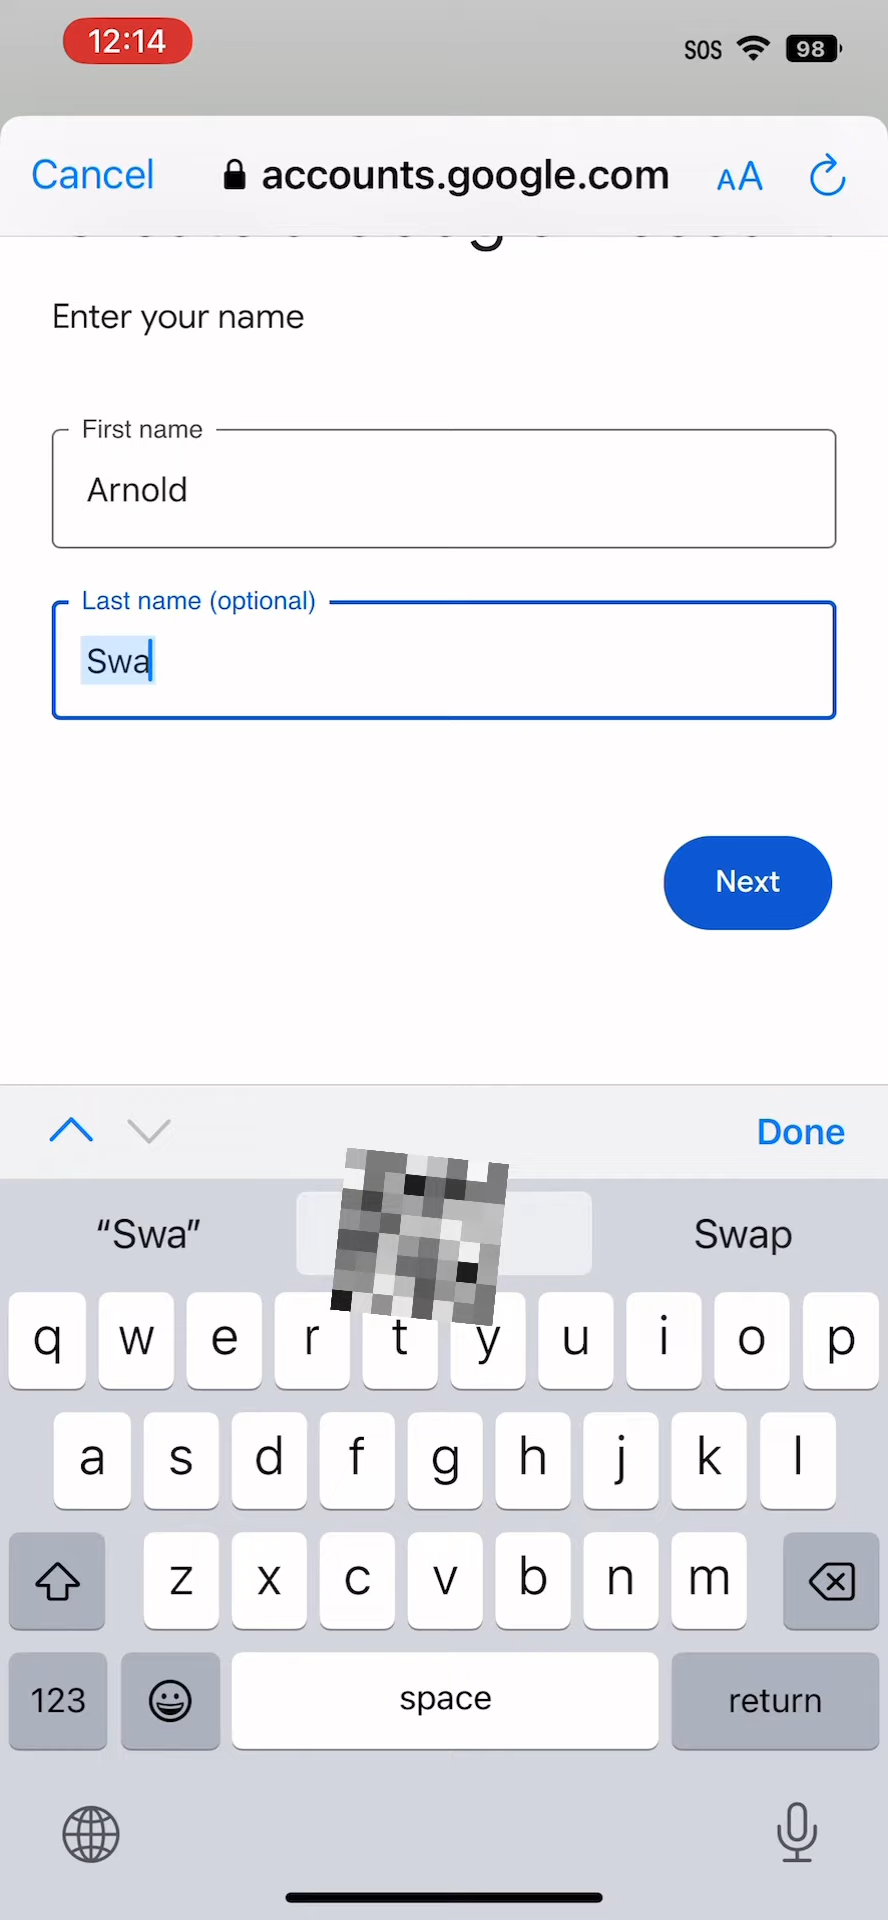 12:14
SOS
98
Cancel
accounts.google.com
AA
Enter your name
First name
Arnold
Last name (optional)
Swa
Next
Done
“Swa”
Swap
q w e r t y u i o p
a s d f g h j k l
z x c v b n m
123
space
return